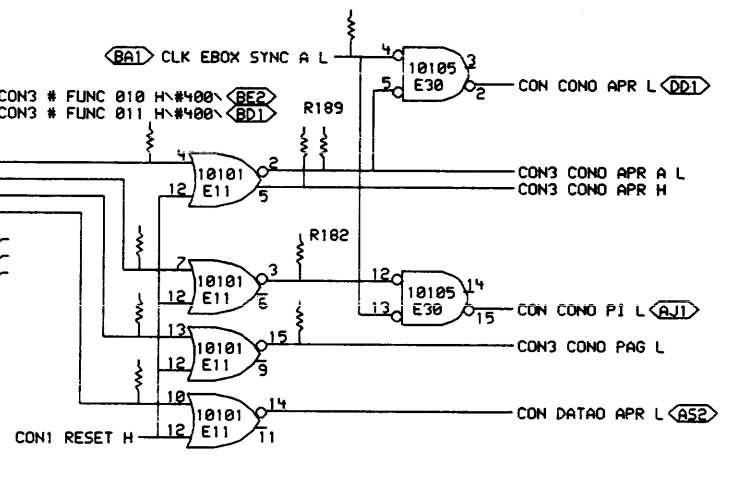 BA1 CLK EBOX SYNC A L
4
10105
E30
3
5
2
CON CONO APR L DD1
CON3 # FUNC 010 H\#400\ BE2
CON3 # FUNC 011 H\#400\ BD1
R189
4
10101
E11
2
12
5
CON3 CONO APR A L
CON3 CONO APR H
R182
7
10101
E11
3
12
6
12
10105
E30
14
13
15
CON CONO PI L AJ1
13
10101
E11
15
12
9
CON3 CONO PAG L
10
10101
E11
14
12
11
CON DATAO APR L AS2
CON1 RESET H